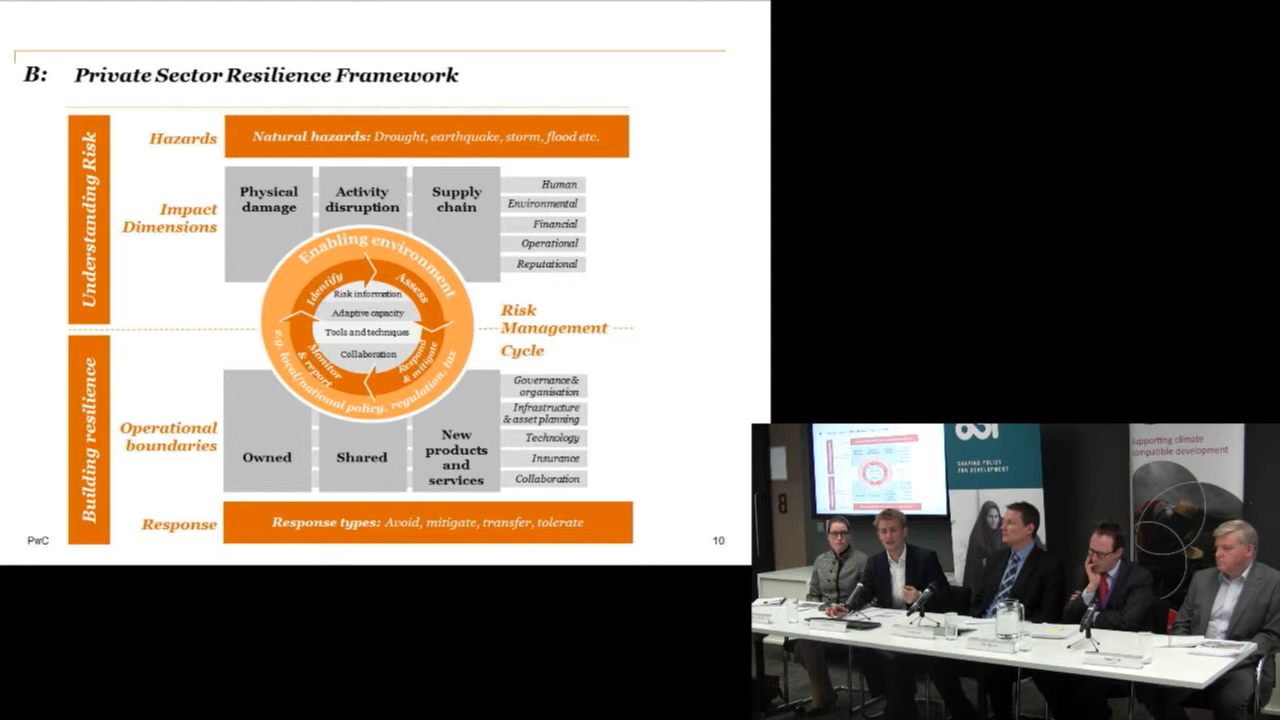 B: Private Sector Resilience Framework
Understanding Risk
Hazards
Natural hazards: Drought, earthquake, storm, flood etc.
Impact
Dimensions
Physical
damage
Activity
disruption
Supply
chain
Human
Environmental
Financial
Operational
Reputational
Enabling environment
e.g. local/national policy, regulation, tax
Identify
Assess
Respond
& mitigate
Monitor
& report
Risk information
Adaptive capacity
Tools and techniques
Collaboration
Risk
Management
Cycle
Building resilience
Operational
boundaries
Owned
Shared
New
products
and
services
Governance &
organisation
Infrastructure
& asset planning
Technology
Insurance
Collaboration
Response
Response types: Avoid, mitigate, transfer, tolerate
PwC
10
SHAPING POLICY
FOR DEVELOPMENT
supporting climate
compatible development